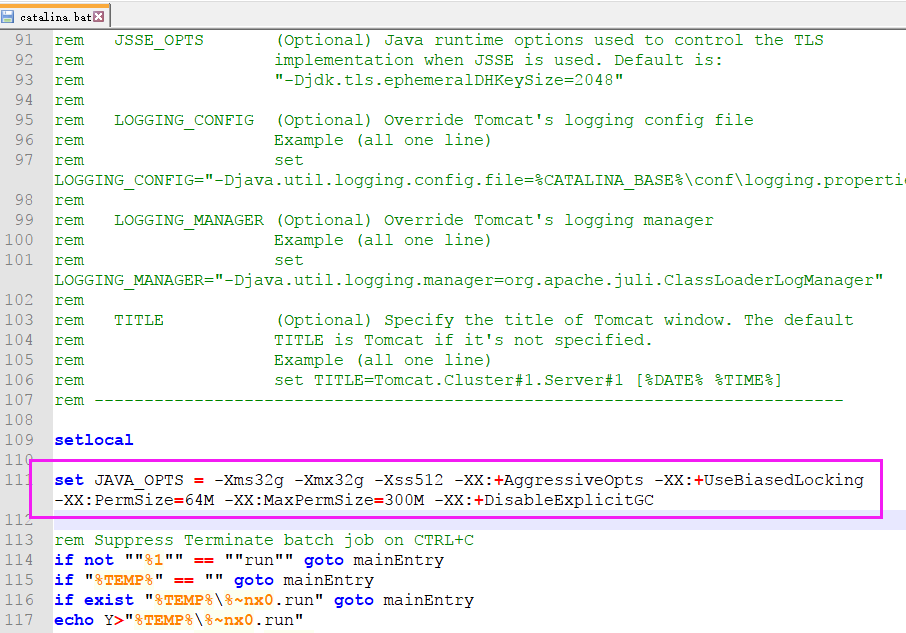 catalina.bat
91 rem JSSE_OPTS (Optional) Java runtime options used to control the TLS
92 rem implementation when JSSE is used. Default is:
93 rem "-Djdk.tls.ephemeralDHKeySize=2048"
94 rem
95 rem LOGGING_CONFIG (Optional) Override Tomcat's logging config file
96 rem Example (all one line)
97 rem set
LOGGING_CONFIG="-Djava.util.logging.config.file=%CATALINA_BASE%\conf\logging.properti
98 rem
99 rem LOGGING_MANAGER (Optional) Override Tomcat's logging manager
100 rem Example (all one line)
101 rem set
LOGGING_MANAGER="-Djava.util.logging.manager=org.apache.juli.ClassLoaderLogManager"
102 rem
103 rem TITLE (Optional) Specify the title of Tomcat window. The default
104 rem TITLE is Tomcat if it's not specified.
105 rem Example (all one line)
106 rem set TITLE=Tomcat.Cluster#1.Server#1 [%DATE% %TIME%]
107 rem ---------------------------------------------------------------------------
108
109 setlocal
110
111 set JAVA_OPTS = -Xms32g -Xmx32g -Xss512 -XX:+AggressiveOpts -XX:+UseBiasedLocking
-XX:PermSize=64M -XX:MaxPermSize=300M -XX:+DisableExplicitGC
112
113 rem Suppress Terminate batch job on CTRL+C
114 if not ""%1"" == ""run"" goto mainEntry
115 if "%TEMP%" == "" goto mainEntry
116 if exist "%TEMP%\%~nx0.run" goto mainEntry
117 echo Y>"%TEMP%\%~nx0.run"